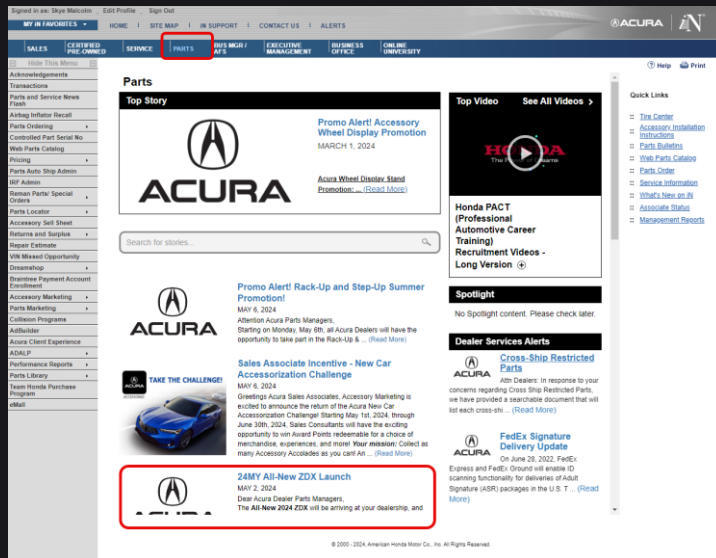 Signed in as: Skye Malcolm Edit Profile Sign Out
MY iN FAVORITES
HOME SITE MAP iN SUPPORT CONTACT US ALERTS
ACURA iN
SALES CERTIFIED PRE-OWNED SERVICE PARTS BUS MGR / AFS EXECUTIVE MANAGEMENT BUSINESS OFFICE ONLINE UNIVERSITY
Hide This Menu
Help Print
Acknowledgements
Transactions
Parts and Service News
Flash
Airbag Inflator Recall
Parts Ordering
Controlled Part Serial No
Web Parts Catalog
Pricing
Parts Auto Ship Admin
IRF Admin
Reman Parts/ Special
Orders
Parts Locator
Accessory Sell Sheet
Returns and Surplus
Repair Estimate
VIN Missed Opportunity
Dreamshop
Braintree Payment Account
Enrollment
Accessory Marketing
Parts Marketing
Collision Programs
AdBuilder
Acura Client Experience
ADALP
Performance Reports
Parts Library
Team Honda Purchase
Program
eMall
Parts
Top Story
ACURA
Promo Alert! Accessory
Wheel Display Promotion
MARCH 1, 2024
Acura Wheel Display Stand
Promotion: ... (Read More)
Search for stories...
ACURA
Promo Alert! Rack-Up and Step-Up Summer
Promotion!
MAY 6, 2024
Attention Acura Parts Managers,
Starting on Monday, May 6th, all Acura Dealers will have the
opportunity to take part in the Rack-Up & ... (Read More)
ACURA
TAKE THE CHALLENGE!
Sales Associate Incentive - New Car
Accessorization Challenge
MAY 6, 2024
Greetings Acura Sales Associates, Accessory Marketing is
excited to announce the return of the Acura New Car
Accessorization Challenge! Starting May 1st, 2024, through
June 30th, 2024, Sales Consultants will have the exciting
opportunity to win Award Points redeemable for a choice of
merchandise, experiences, and more! Your mission: Collect as
many Accessory Accolades as you can! An ... (Read More)
ACURA
24MY All-New ZDX Launch
MAY 2, 2024
Dear Acura Dealer Parts Managers,
The All-New 2024 ZDX will be arriving at your dealership, and
Top Video See All Videos
HONDA
The Power of Dreams
Honda PACT
(Professional
Automotive Career
Training)
Recruitment Videos -
Long Version
Spotlight
No Spotlight content. Please check later.
Dealer Services Alerts
ACURA
Cross-Ship Restricted
Parts
Attn Dealers: In response to your
concerns regarding Cross Ship Restricted Parts,
we have provided a searchable document that will
list each cross-shi ... (Read More)
ACURA
FedEx Signature
Delivery Update
On June 28, 2022, FedEx
Express and FedEx Ground will enable ID
scanning functionality for deliveries of Adult
Signature (ASR) packages in the U.S. T ... (Read
More)
Quick Links
Tire Center
Accessory Installation
Instructions
Parts Bulletins
Web Parts Catalog
Parts Order
Service Information
What's New on iN
Associate Status
Management Reports
© 2000 - 2024, American Honda Motor Co., Inc. All Rights Reserved.